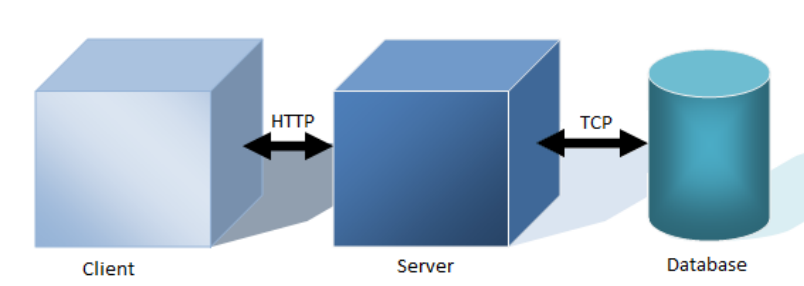 HTTP
TCP
Client
Server
Database